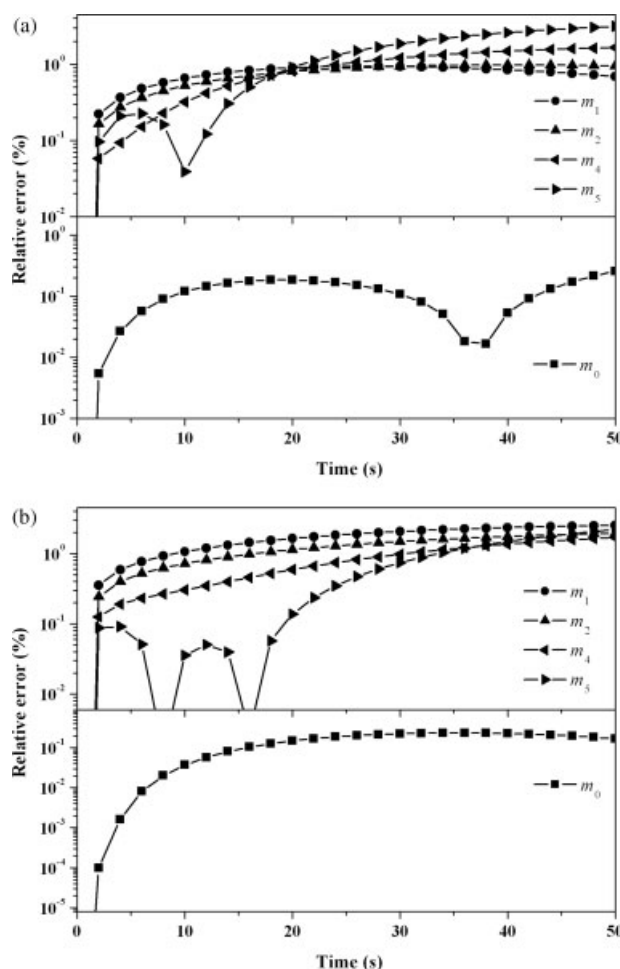 (a)
10⁰
10⁻¹
10⁻²
m₁
m₂
m₄
m₅
Relative error (%)
10⁰
10⁻¹
10⁻²
10⁻³
m₀
0 10 20 30 40 50
Time (s)
(b)
10⁰
10⁻¹
10⁻²
m₁
m₂
m₄
m₅
Relative error (%)
10⁻¹
10⁻²
10⁻³
10⁻⁴
10⁻⁵
m₀
0 10 20 30 40 50
Time (s)